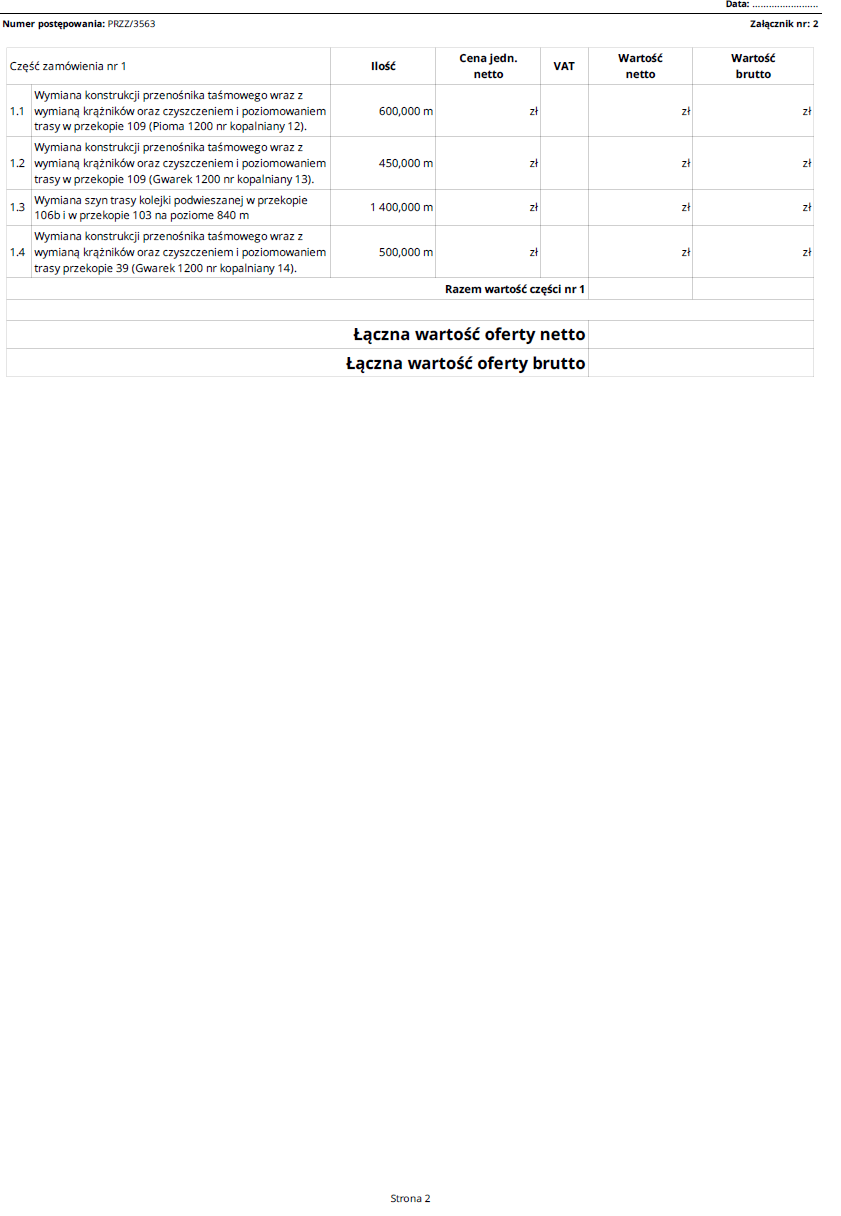 Data: ........................
Numer postępowania: PRZZ/3563 Załącznik nr: 2
Część zamówienia nr 1 Ilość Cena jedn. netto VAT Wartość netto Wartość brutto
1.1 Wymiana konstrukcji przenośnika taśmowego wraz z
wymianą krążników oraz czyszczeniem i poziomowaniem 600,000 m zł zł zł
trasy w przekopie 109 (Pioma 1200 nr kopalniany 12).
1.2 Wymiana konstrukcji przenośnika taśmowego wraz z
wymianą krążników oraz czyszczeniem i poziomowaniem 450,000 m zł zł zł
trasy w przekopie 109 (Gwarek 1200 nr kopalniany 13).
1.3 Wymiana szyn trasy kolejki podwieszanej w przekopie 1 400,000 m zł zł zł
106b i w przekopie 103 na poziome 840 m
1.4 Wymiana konstrukcji przenośnika taśmowego wraz z
wymianą krążników oraz czyszczeniem i poziomowaniem 500,000 m zł zł zł
trasy przekopie 39 (Gwarek 1200 nr kopalniany 14).
Razem wartość części nr 1
Łączna wartość oferty netto
Łączna wartość oferty brutto
Strona 2